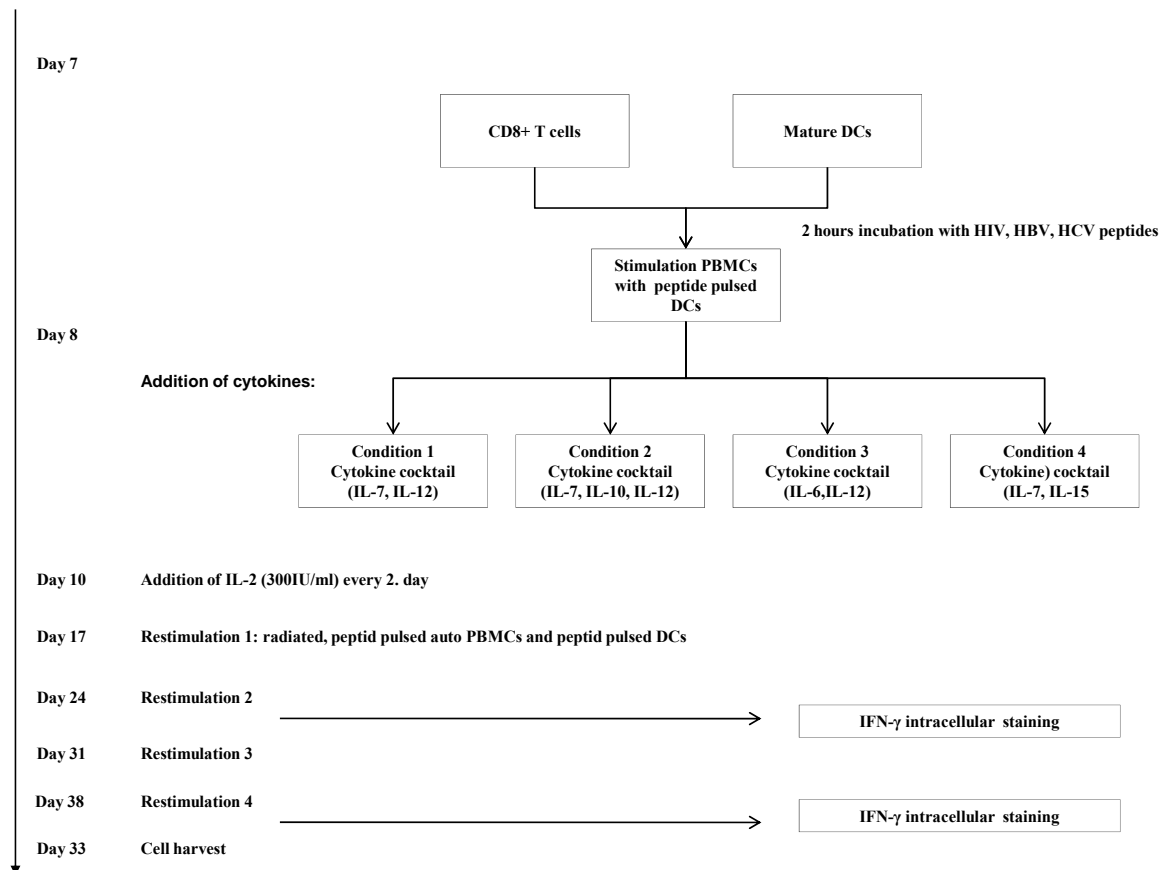 Day 7
CD8+ T cells
Mature DCs
2 hours incubation with HIV, HBV, HCV peptides
Stimulation PBMCs
with peptide pulsed
DCs
Day 8
Addition of cytokines:
Condition 1
Cytokine cocktail
(IL-7, IL-12)
Condition 2
Cytokine cocktail
(IL-7, IL-10, IL-12)
Condition 3
Cytokine cocktail
(IL-6,IL-12)
Condition 4
Cytokine) cocktail
(IL-7, IL-15
Day 10 Addition of IL-2 (300IU/ml) every 2. day
Day 17 Restimulation 1: radiated, peptid pulsed auto PBMCs and peptid pulsed DCs
Day 24 Restimulation 2
IFN-γ intracellular staining
Day 31 Restimulation 3
Day 38 Restimulation 4
IFN-γ intracellular staining
Day 33 Cell harvest